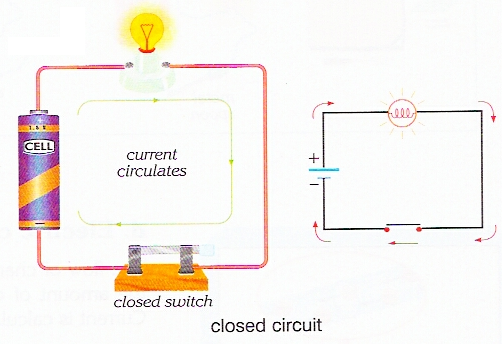 CELL
current
circulates
+
−
closed switch
closed circuit